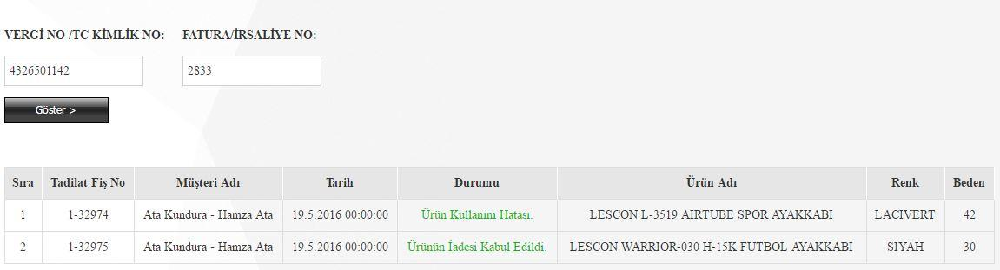 VERGİ NO /TC KİMLİK NO: FATURA/İRSALİYE NO:
4326501142 2833
Göster >
Sıra Tadilat Fiş No Müşteri Adı Tarih Durumu Ürün Adı Renk Beden
1 1-32974 Ata Kundura - Hamza Ata 19.5.2016 00:00:00 Ürün Kullanım Hatası. LESCON L-3519 AIRTUBE SPOR AYAKKABI LACIVERT 42
2 1-32975 Ata Kundura - Hamza Ata 19.5.2016 00:00:00 Ürünün İadesi Kabul Edildi. LESCON WARRIOR-030 H-15K FUTBOL AYAKKABI SIYAH 30